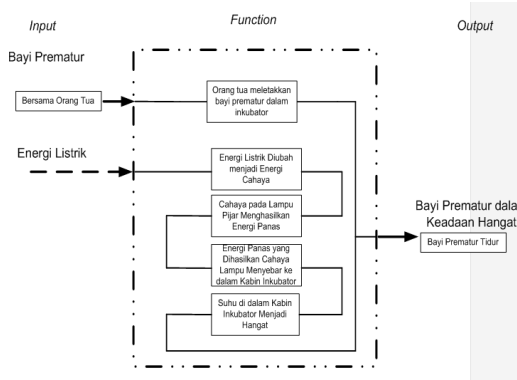 Input
Function
Output
Bayi Prematur
Bersama Orang Tua
Orang tua meletakkan
bayi prematur dalam
inkubator
Energi Listrik
Energi Listrik Diubah
menjadi Energi
Cahaya
Cahaya pada Lampu
Pijar Menghasilkan
Energi Panas
Energi Panas yang
Dihasilkan Cahaya
Lampu Menyebar ke
dalam Kabin Inkubator
Suhu di dalam Kabin
Inkubator Menjadi
Hangat
Bayi Prematur dala
Keadaan Hangat
Bayi Prematur Tidur